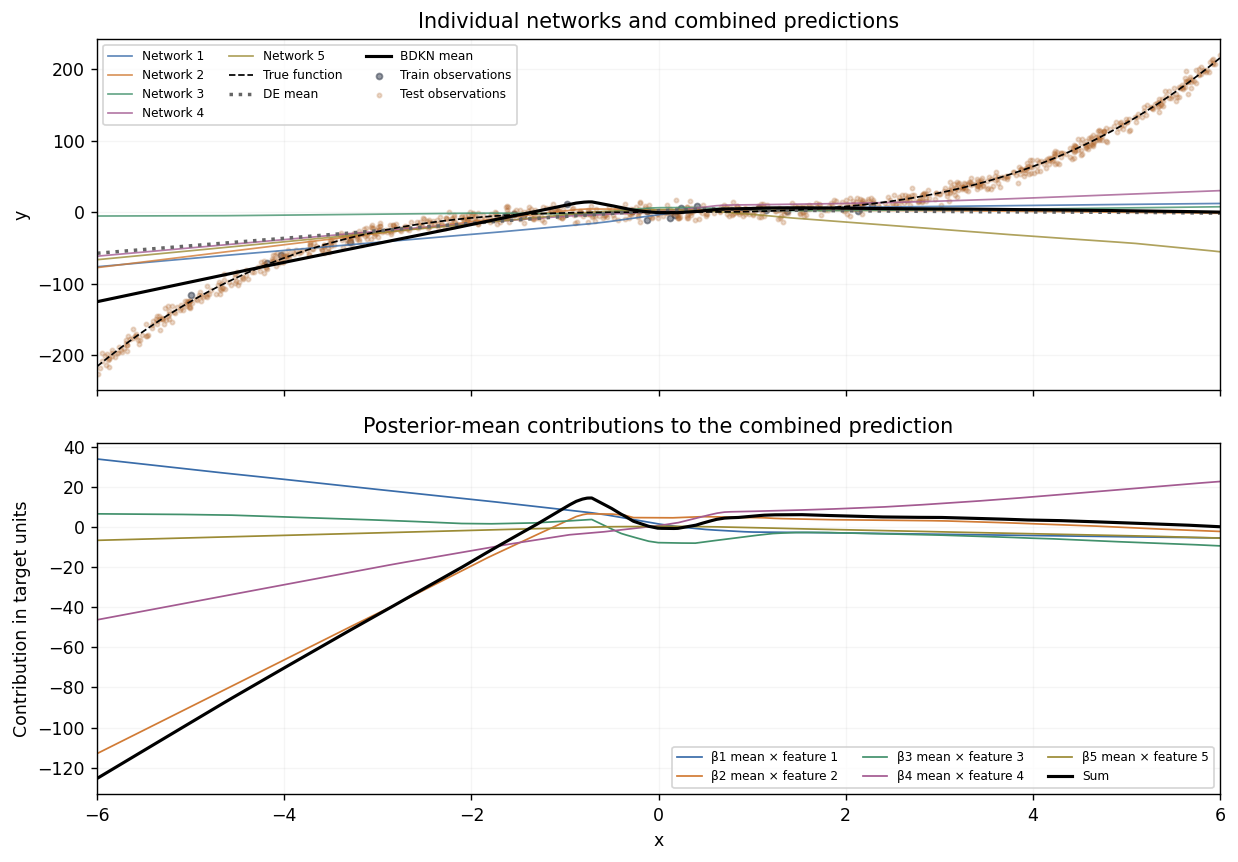 Individual networks and combined predictions
Network 1
Network 2
Network 3
Network 4
Network 5
True function
DE mean
BDKN mean
Train observations
Test observations
y
200
100
0
−100
−200
Posterior-mean contributions to the combined prediction
Contribution in target units
40
20
0
−20
−40
−60
−80
−100
−120
β1 mean × feature 1
β2 mean × feature 2
β3 mean × feature 3
β4 mean × feature 4
β5 mean × feature 5
Sum
−6
−4
−2
0
2
4
6
x